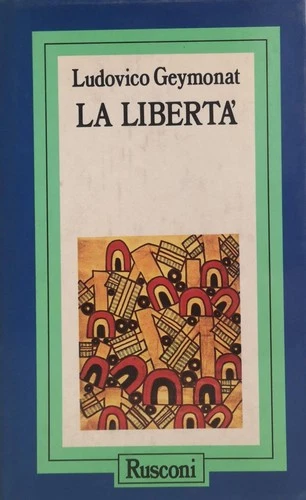 Ludovico Geymonat
LA LIBERTA'
Rusconi